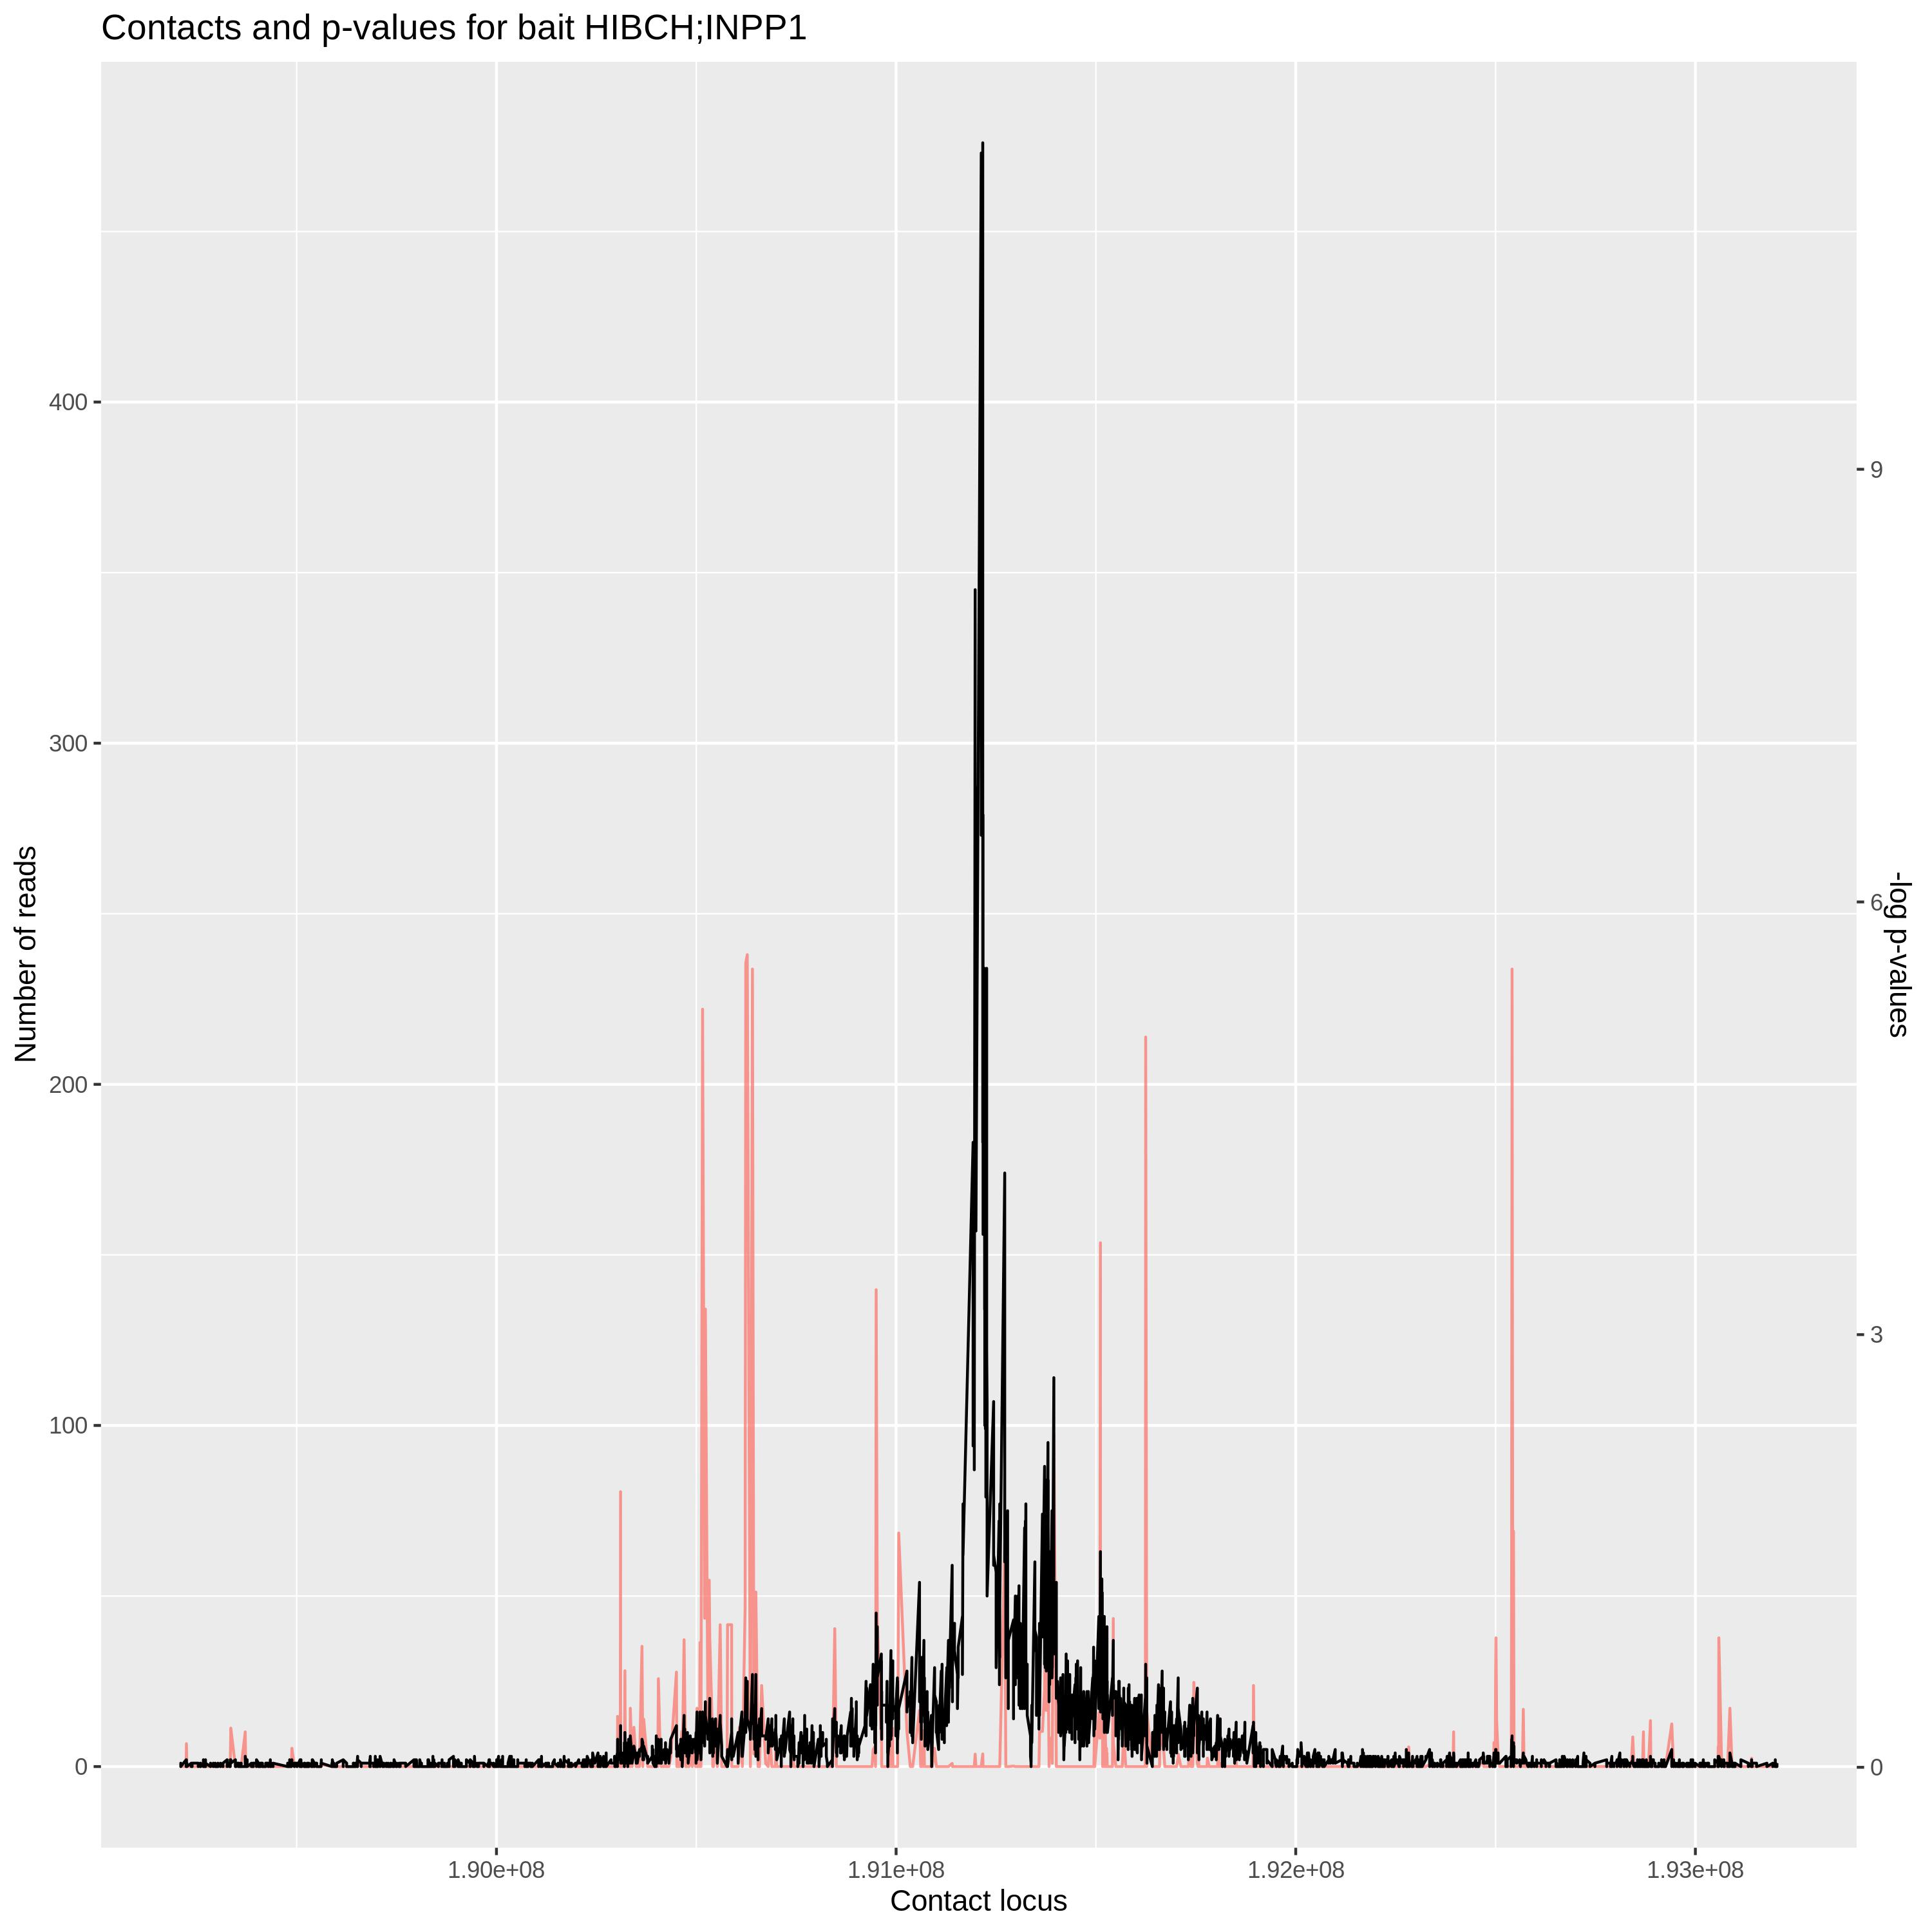 Contacts and p-values for bait HIBCH;INPP1
Number of reads
400
300
200
100
0
9
6
3
0
-log p-values
1.90e+08
1.91e+08
1.92e+08
1.93e+08
Contact locus